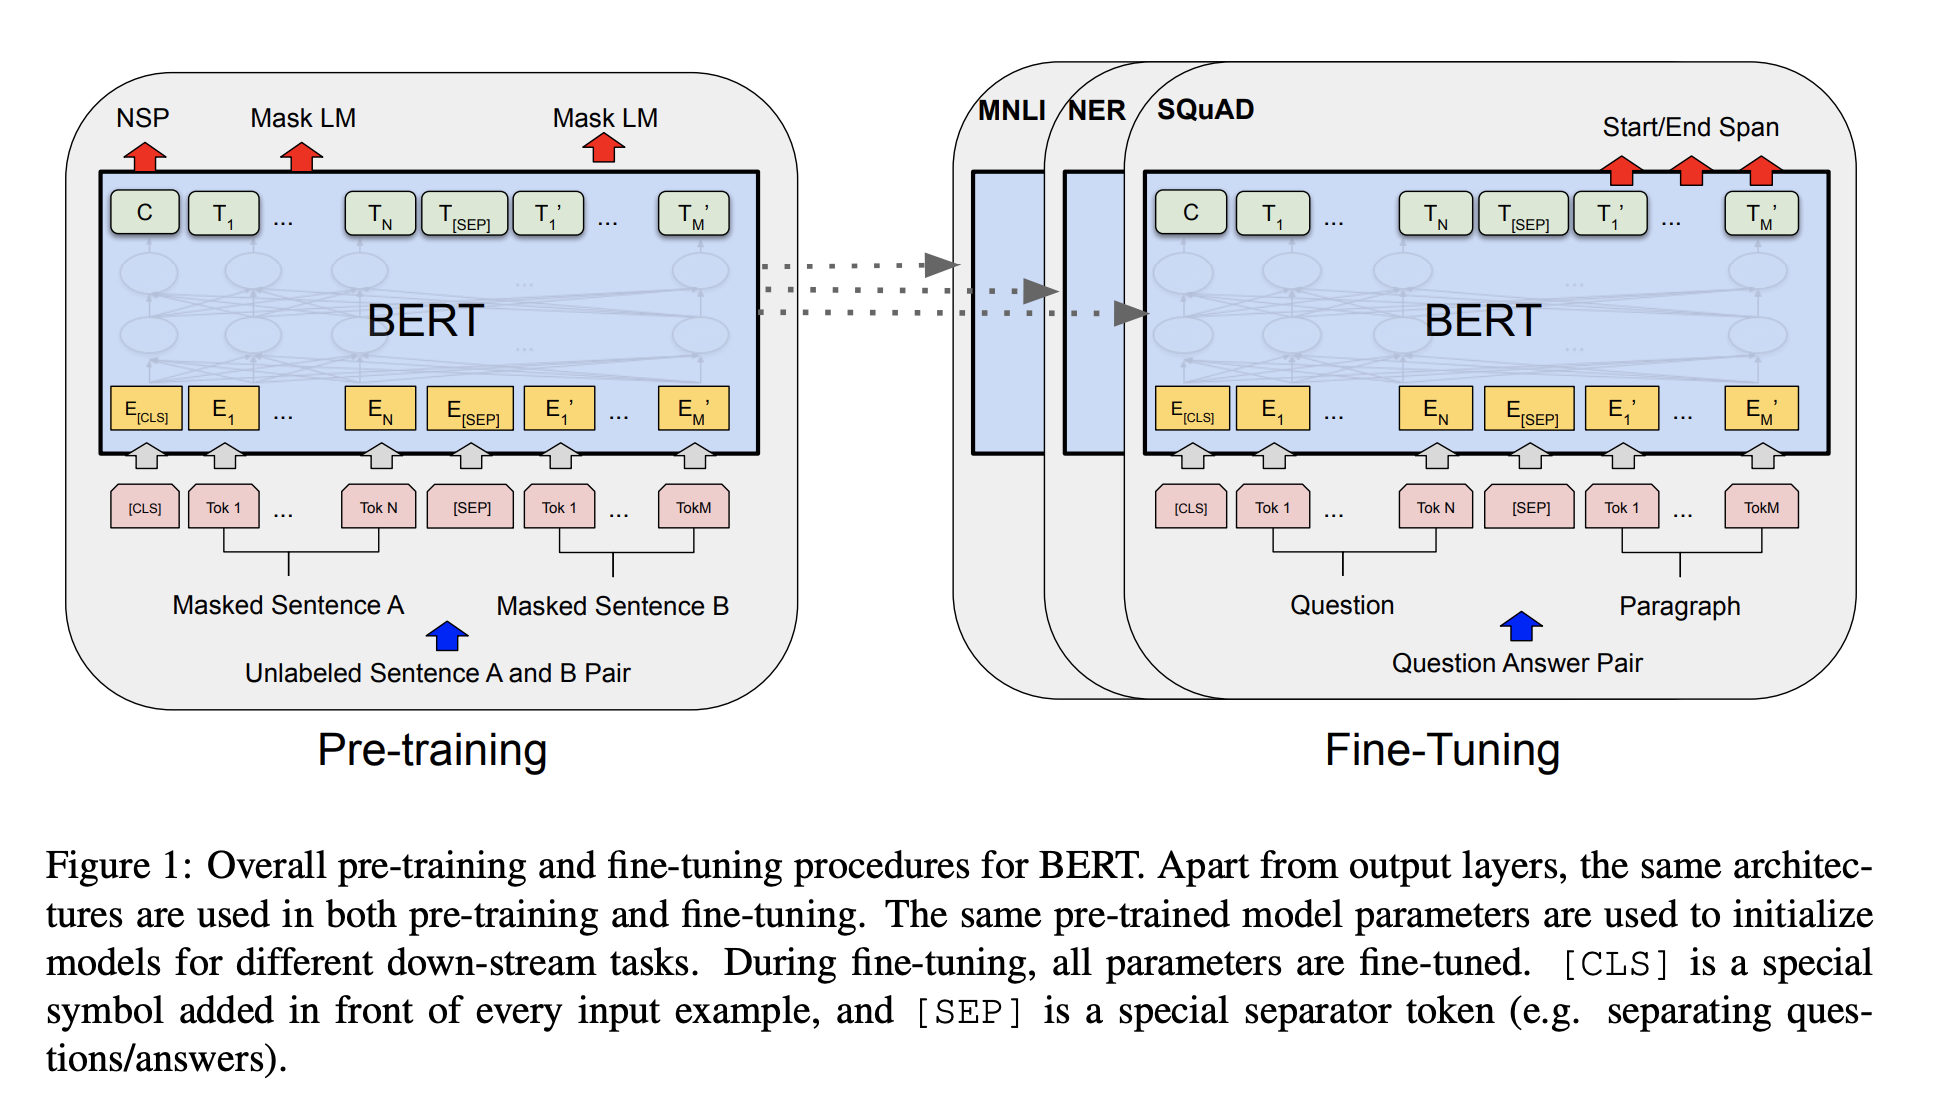 NSP Mask LM Mask LM
C T1 ... TN T[SEP] T1’ ... TM’
...
BERT
...
E[CLS] E1 ... EN E[SEP] E1’ ... EM’
[CLS] Tok 1 ... Tok N [SEP] Tok 1 ... TokM
Masked Sentence A Masked Sentence B
Unlabeled Sentence A and B Pair
Pre-training
MNLI NER SQuAD
Start/End Span
C T1 ... TN T[SEP] T1’ ... TM’
...
BERT
...
E[CLS] E1 ... EN E[SEP] E1’ ... EM’
[CLS] Tok 1 ... Tok N [SEP] Tok 1 ... TokM
Question Paragraph
Question Answer Pair
Fine-Tuning
Figure 1: Overall pre-training and fine-tuning procedures for BERT. Apart from output layers, the same architec-
tures are used in both pre-training and fine-tuning. The same pre-trained model parameters are used to initialize
models for different down-stream tasks. During fine-tuning, all parameters are fine-tuned. [CLS] is a special
symbol added in front of every input example, and [SEP] is a special separator token (e.g. separating ques-
tions/answers).